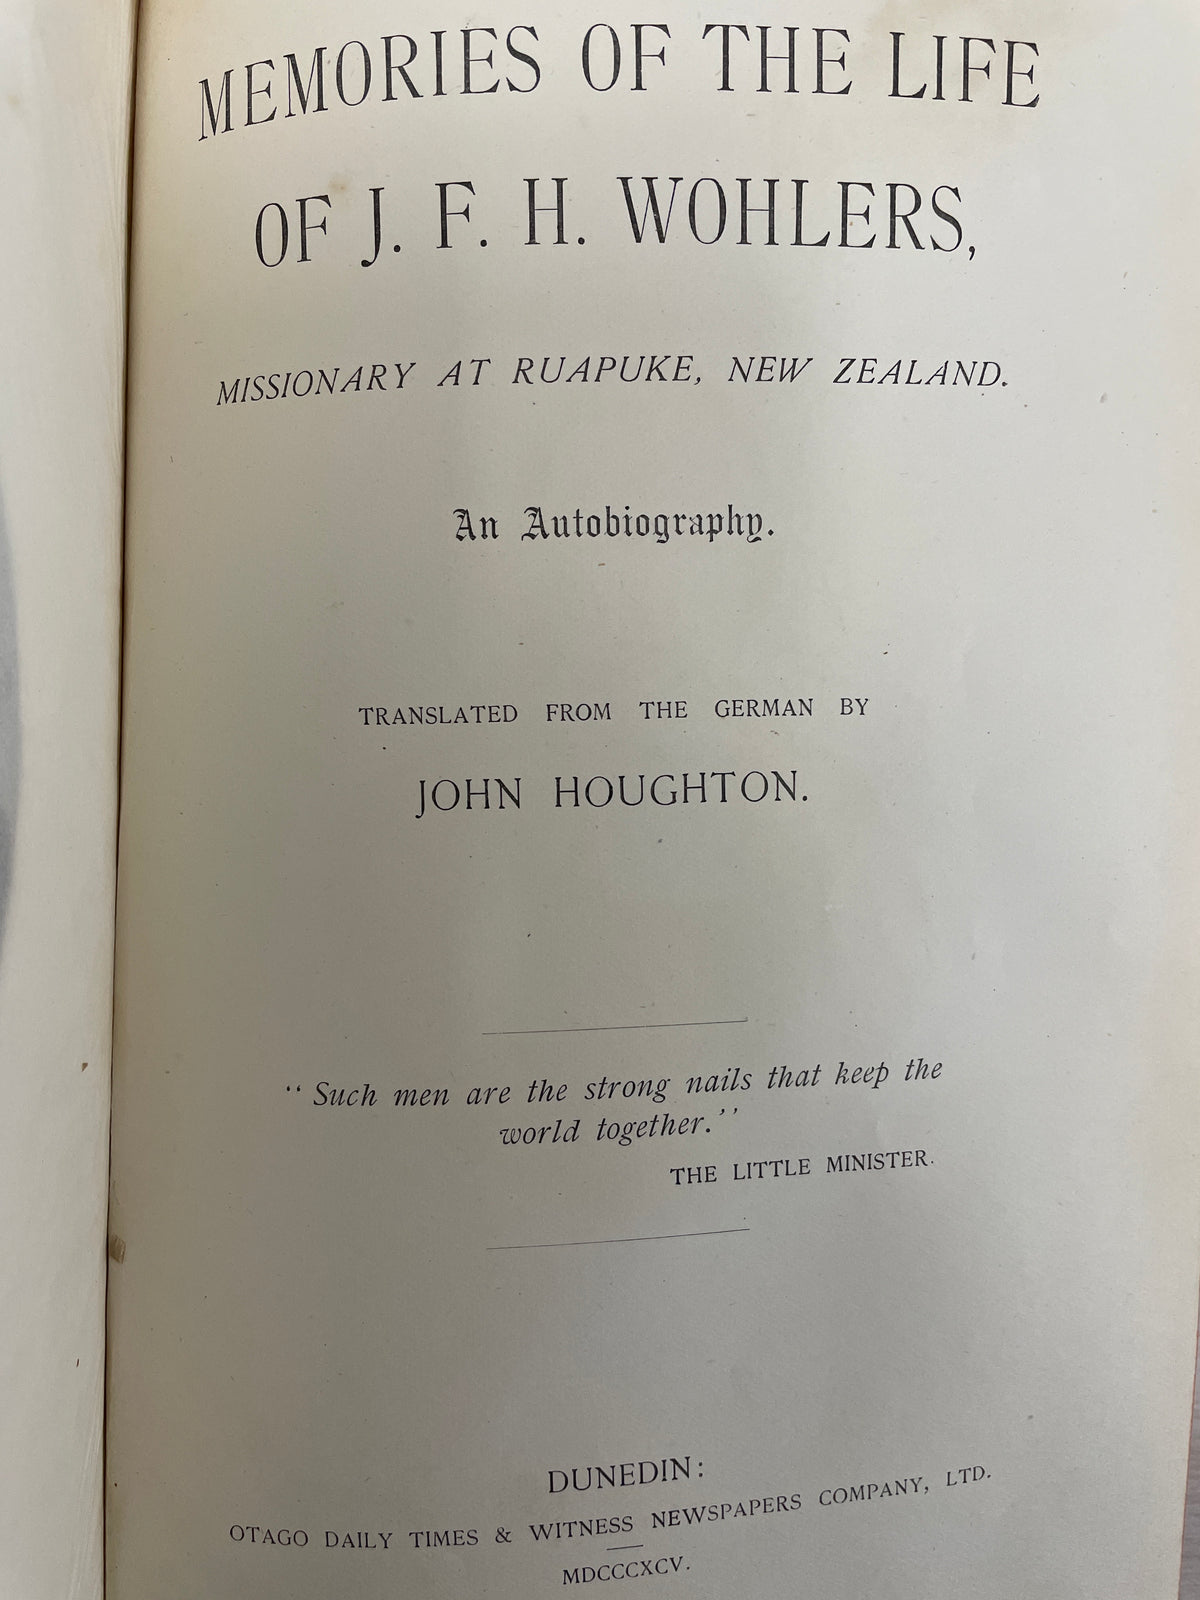 MEMORIES OF THE LIFE
OF J. F. H. WOHLERS,
MISSIONARY AT RUAPUKE, NEW ZEALAND.
An Autobiography.
TRANSLATED FROM THE GERMAN BY
JOHN HOUGHTON.
“ Such men are the strong nails that keep the
world together.”
THE LITTLE MINISTER.
DUNEDIN:
OTAGO DAILY TIMES & WITNESS NEWSPAPERS COMPANY, LTD.
MDCCCXCV.